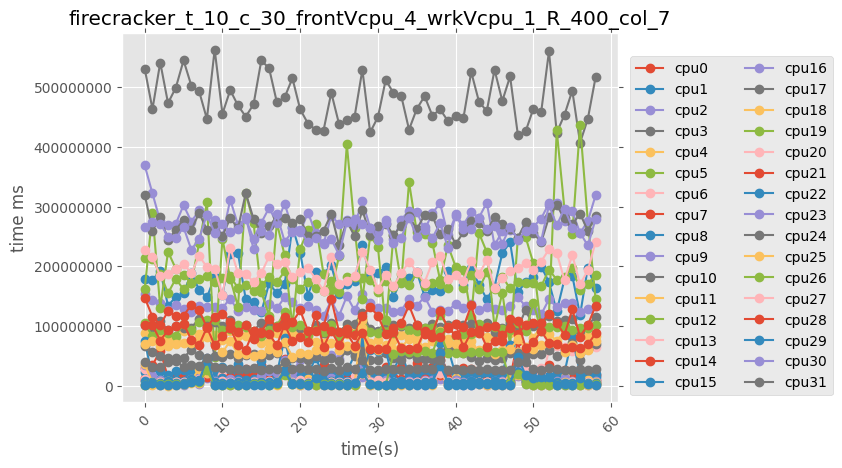 firecracker_t_10_c_30_frontVcpu_4_wrkVcpu_1_R_400_col_7
time ms
500000000
400000000
300000000
200000000
100000000
0
0
10
20
30
40
50
60
time(s)
cpu0
cpu1
cpu2
cpu3
cpu4
cpu5
cpu6
cpu7
cpu8
cpu9
cpu10
cpu11
cpu12
cpu13
cpu14
cpu15
cpu16
cpu17
cpu18
cpu19
cpu20
cpu21
cpu22
cpu23
cpu24
cpu25
cpu26
cpu27
cpu28
cpu29
cpu30
cpu31